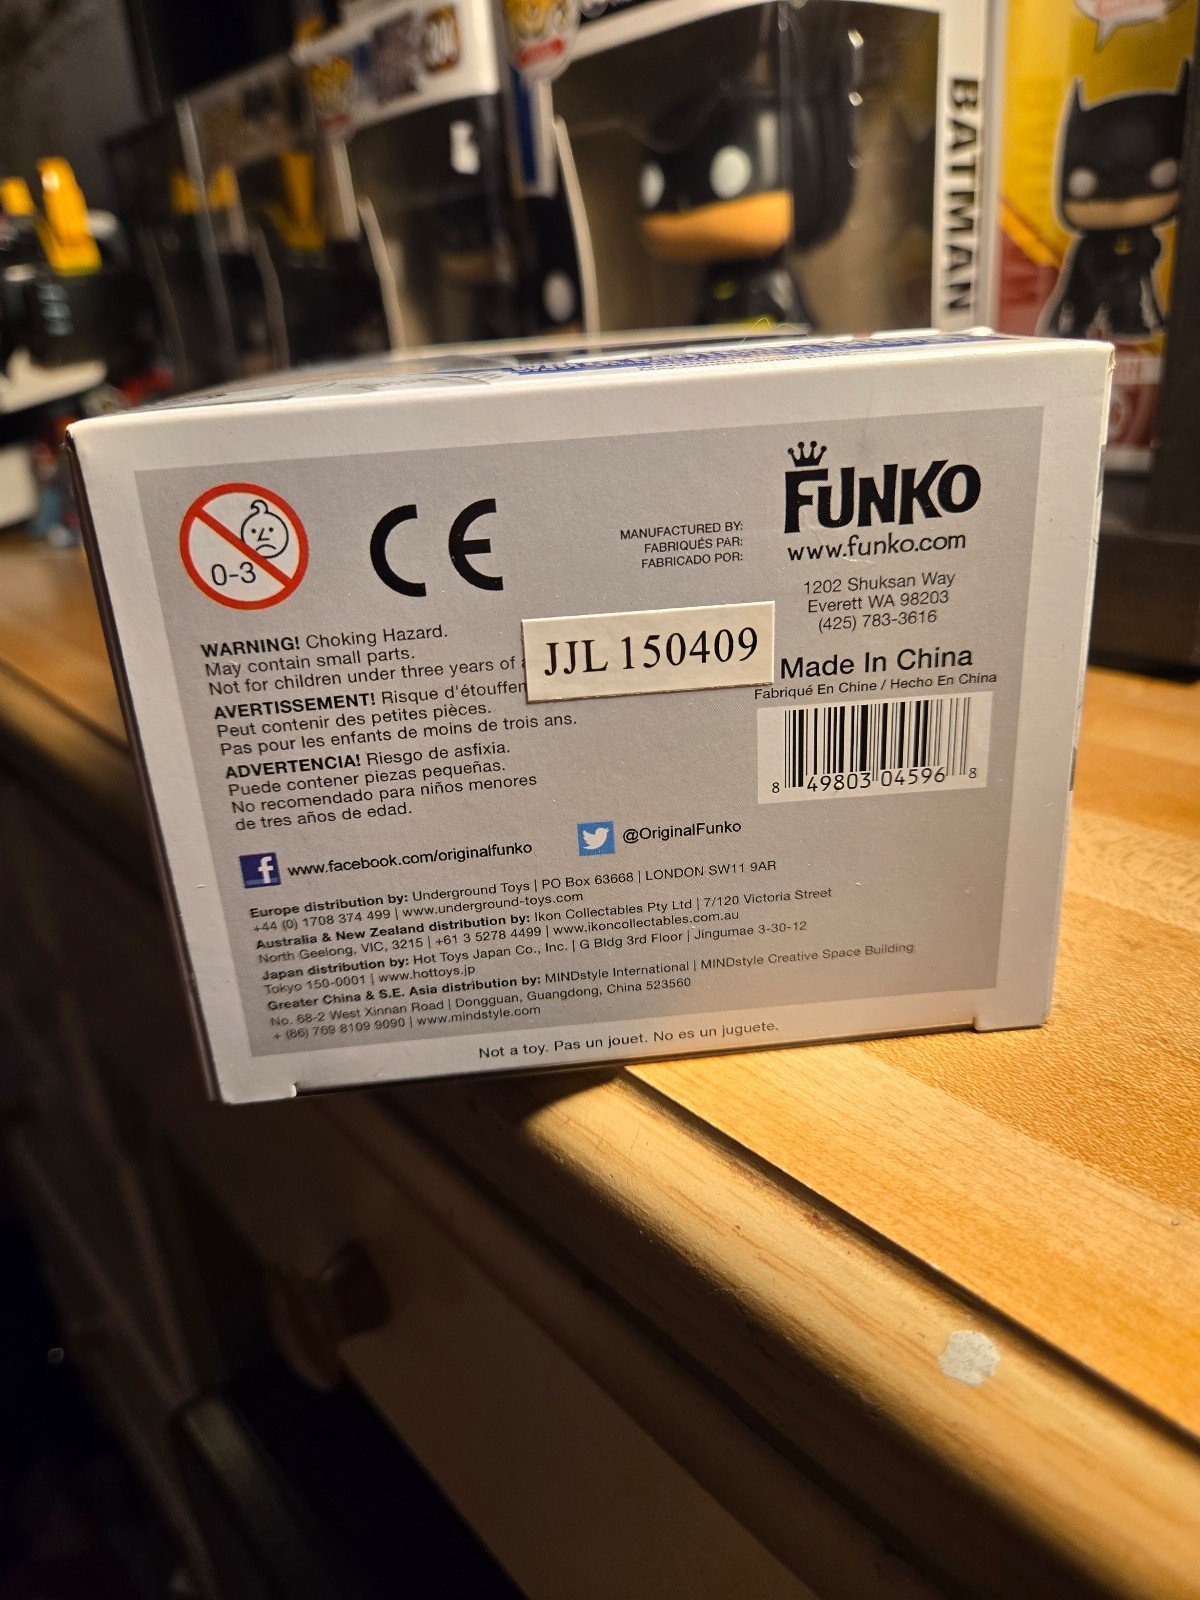 BATMAN
0-3
CE
MANUFACTURED BY:
FABRIQUÉS PAR:
FABRICADO POR:
FUNKO
www.funko.com
1202 Shuksan Way
Everett WA 98203
(425) 783-3616
WARNING! Choking Hazard.
May contain small parts.
Not for children under three years of
AVERTISSEMENT! Risque d'étouffe
Peut contenir des petites pièces.
Pas pour les enfants de moins de trois ans.
ADVERTENCIA! Riesgo de asfixia.
Puede contener piezas pequeñas.
No recomendado para niños menores
de tres años de edad.
JJL 150409
Made In China
Fabriqué En Chine / Hecho En China
8 49803 04596 8
www.facebook.com/originalfunko
@OriginalFunko
Europe distribution by: Underground Toys | PO Box 63668 | LONDON SW11 9AR
+44 (0) 1708 374 499 | www.underground-toys.com
Australia & New Zealand distribution by: Ikon Collectables Pty Ltd | 7/120 Victoria Street
North Geelong, VIC, 3215 | +61 3 5278 4499 | www.ikoncollectables.com.au
Japan distribution by: Hot Toys Japan Co., Inc. | G Bldg 3rd Floor | Jingumae 3-30-12
Tokyo 150-0001 | www.hottoys.jp
Greater China & S.E. Asia distribution by: MINDstyle International | MINDstyle Creative Space Building
No. 68-2 West Xinnan Road | Dongguan, Guangdong, China 523560
+ (86) 769 8109 9090 | www.mindstyle.com
Not a toy. Pas un jouet. No es un juguete.